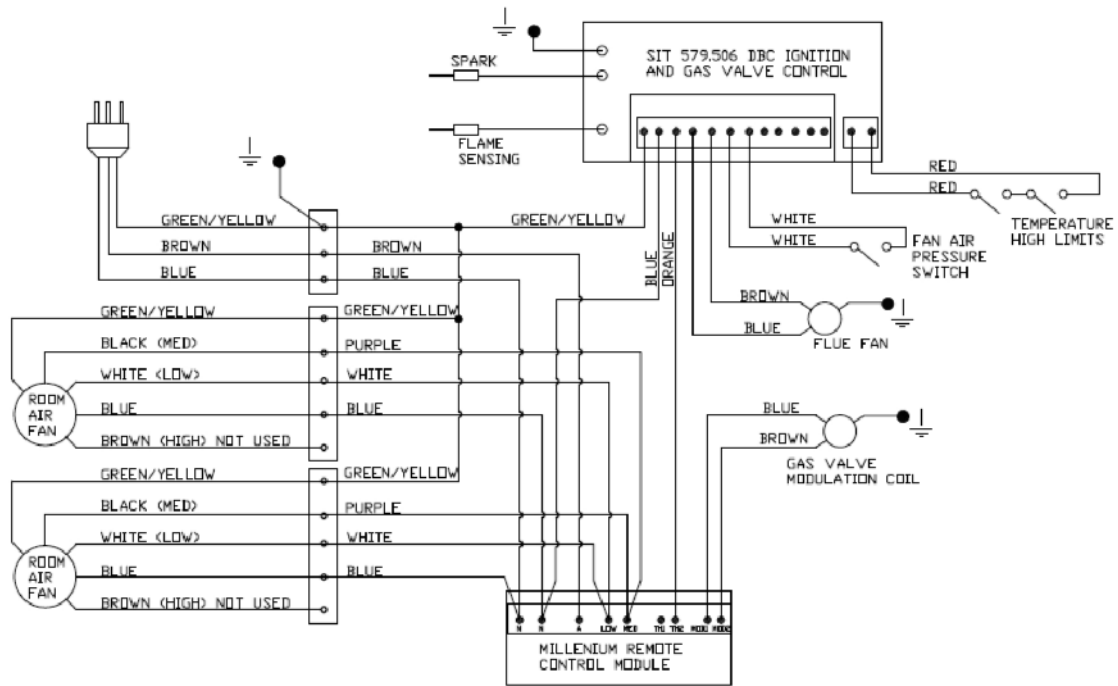 SIT 579.506 DBC IGNITION
AND GAS VALVE CONTROL
SPARK
FLAME
SENSING
RED
RED
TEMPERATURE
HIGH LIMITS
WHITE
WHITE
FAN AIR
PRESSURE
SWITCH
GREEN/YELLOW
GREEN/YELLOW
BROWN
BROWN
BLUE
BLUE
BLUE
ORANGE
BROWN
BLUE
FLUE FAN
GREEN/YELLOW
GREEN/YELLOW
BLACK (MED)
PURPLE
WHITE (LOW)
WHITE
ROOM
AIR
FAN
BLUE
BLUE
BROWN (HIGH) NOT USED
BLUE
BROWN
GAS VALVE
MODULATION COIL
GREEN/YELLOW
GREEN/YELLOW
BLACK (MED)
PURPLE
WHITE (LOW)
WHITE
ROOM
AIR
FAN
BLUE
BLUE
BROWN (HIGH) NOT USED
N N A LOW MED TH1 TH2 MOD1 MOD2
MILLENIUM REMOTE
CONTROL MODULE